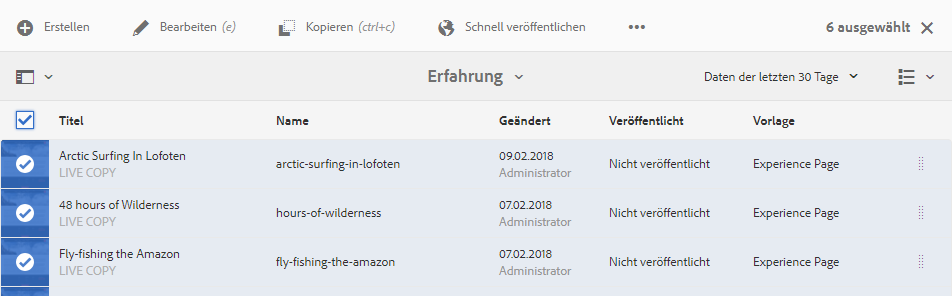 Erstellen Bearbeiten (e) Kopieren (ctrl+c) Schnell veröffentlichen ••• 6 ausgewählt
Erfahrung Daten der letzten 30 Tage
Titel Name Geändert Veröffentlicht Vorlage
Arctic Surfing In Lofoten arctic-surfing-in-lofoten 09.02.2018 Nicht veröffentlicht Experience Page
LIVE COPY Administrator
48 hours of Wilderness hours-of-wilderness 07.02.2018 Nicht veröffentlicht Experience Page
LIVE COPY Administrator
Fly-fishing the Amazon fly-fishing-the-amazon 07.02.2018 Nicht veröffentlicht Experience Page
LIVE COPY Administrator